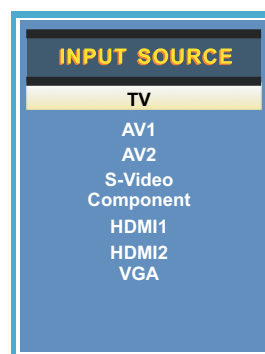 INPUT SOURCE
TV
AV1
AV2
S-Video
Component
HDMI1
HDMI2
VGA